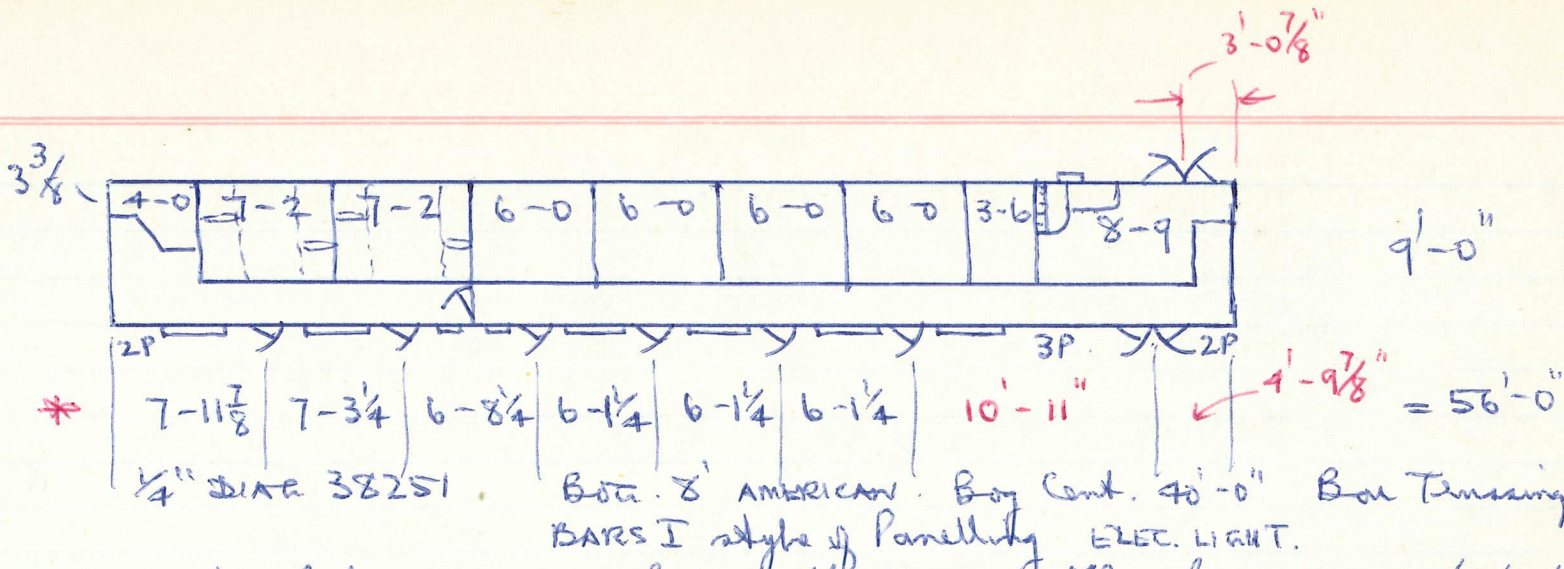 3'-0 7/8"
3 3/8
4-0 7-2 7-2 6-0 6-0 6-0 6-0 3-6 8-9
9'-0"
2P 3P. 2P
* 7-11 7/8 7-3 1/4 6-8 1/4 6-1 1/4 6-1 1/4 6-1 1/4 10'-11" 4'-9 7/8" = 56'-0"
1/4" DIAG 38251 8' AMERICAN. Bog Cent. 40'-0"
BARS I style of Panelling ELEC. LIGHT.